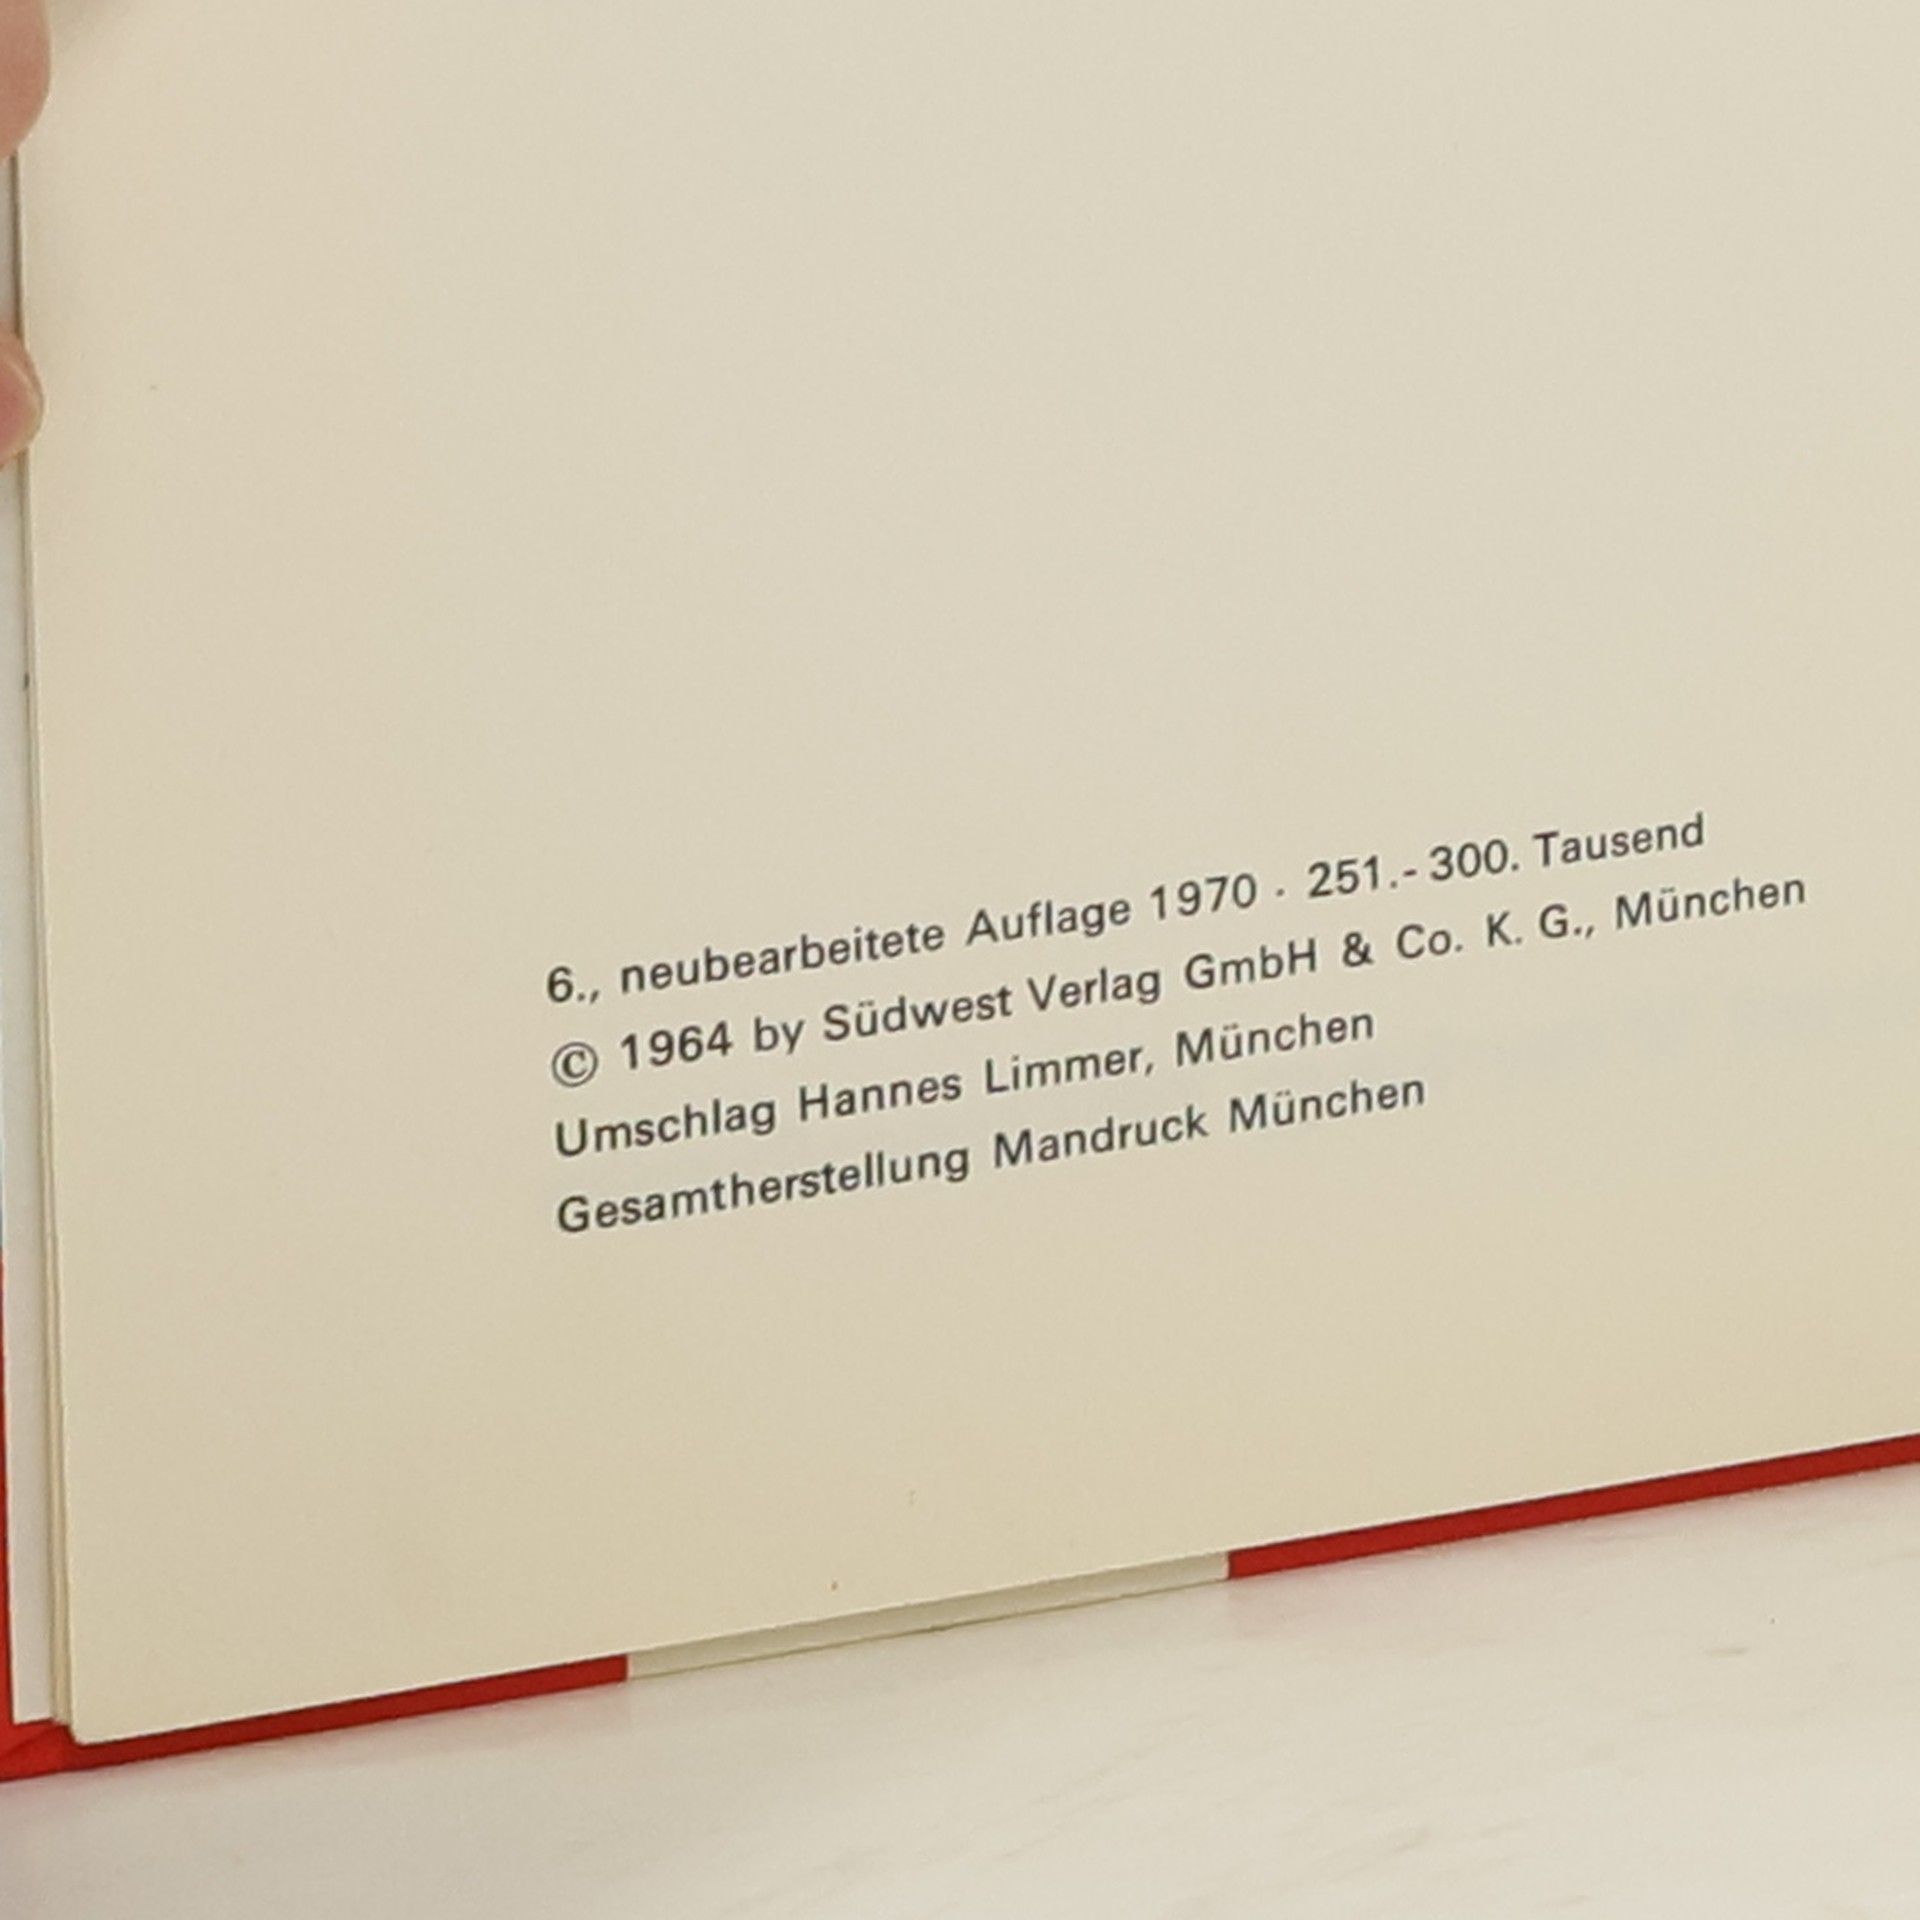 6., neubearbeitete Auflage 1970 · 251.-300. Tausend
© 1964 by Südwest Verlag GmbH & Co. K. G., München
Umschlag Hannes Limmer, München
Gesamtherstellung Mandruck München